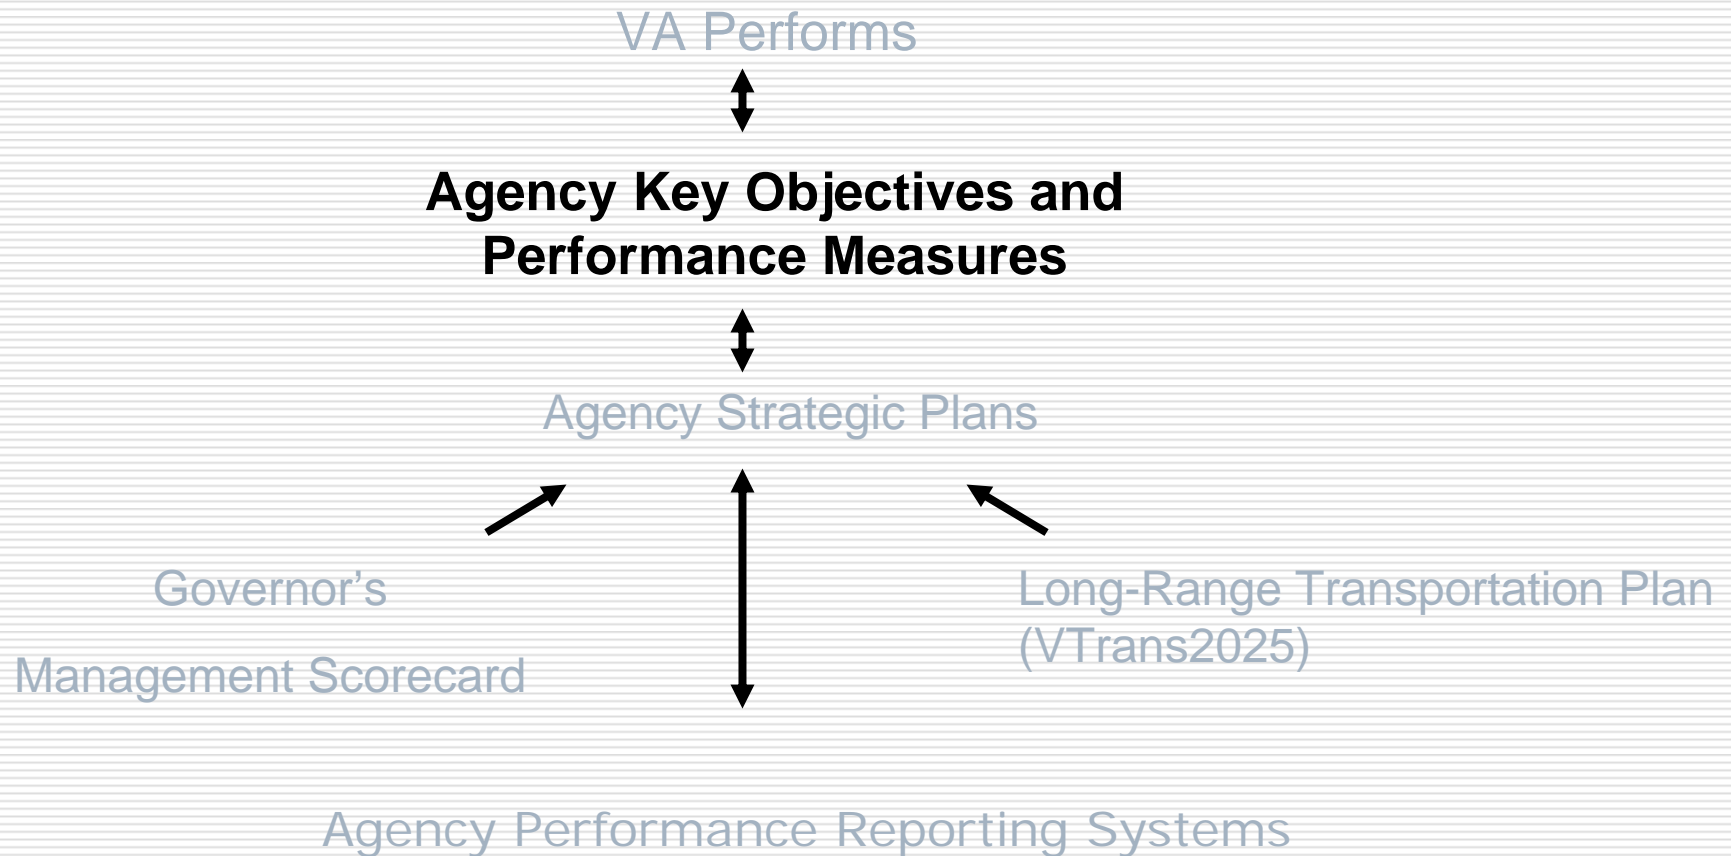 VA Performs
Agency Key Objectives and
Performance Measures
Agency Strategic Plans
Governor’s
Management Scorecard
Long-Range Transportation Plan
(VTrans2025)
Agency Performance Reporting Systems